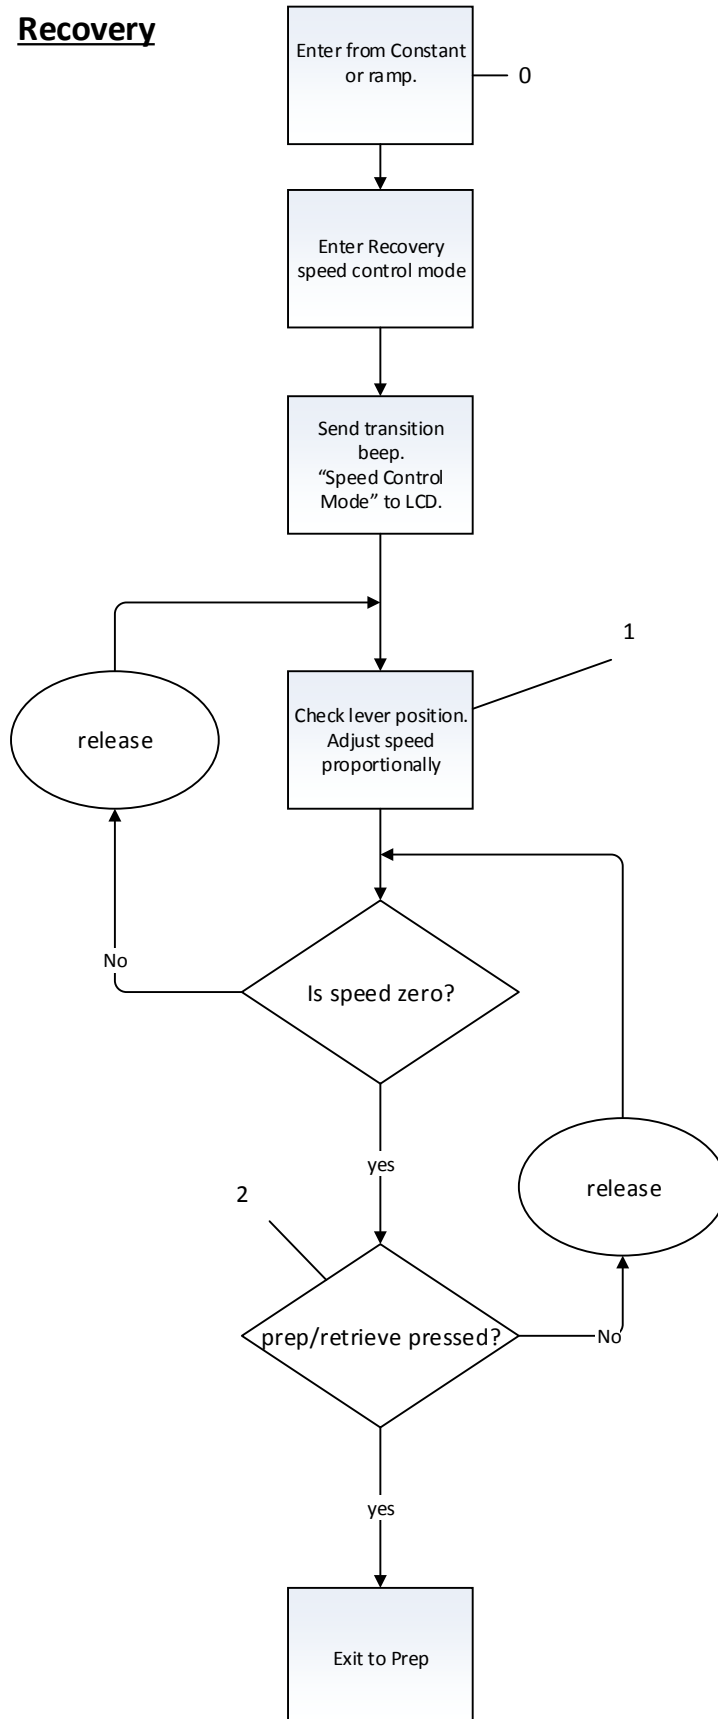 Recovery
Enter from Constant
or ramp.
0
Enter Recovery
speed control mode
Send transition
beep.
“Speed Control
Mode” to LCD.
1
release
Check lever position.
Adjust speed
proportionally
No
Is speed zero?
yes
release
2
prep/retrieve pressed?
No
yes
Exit to Prep